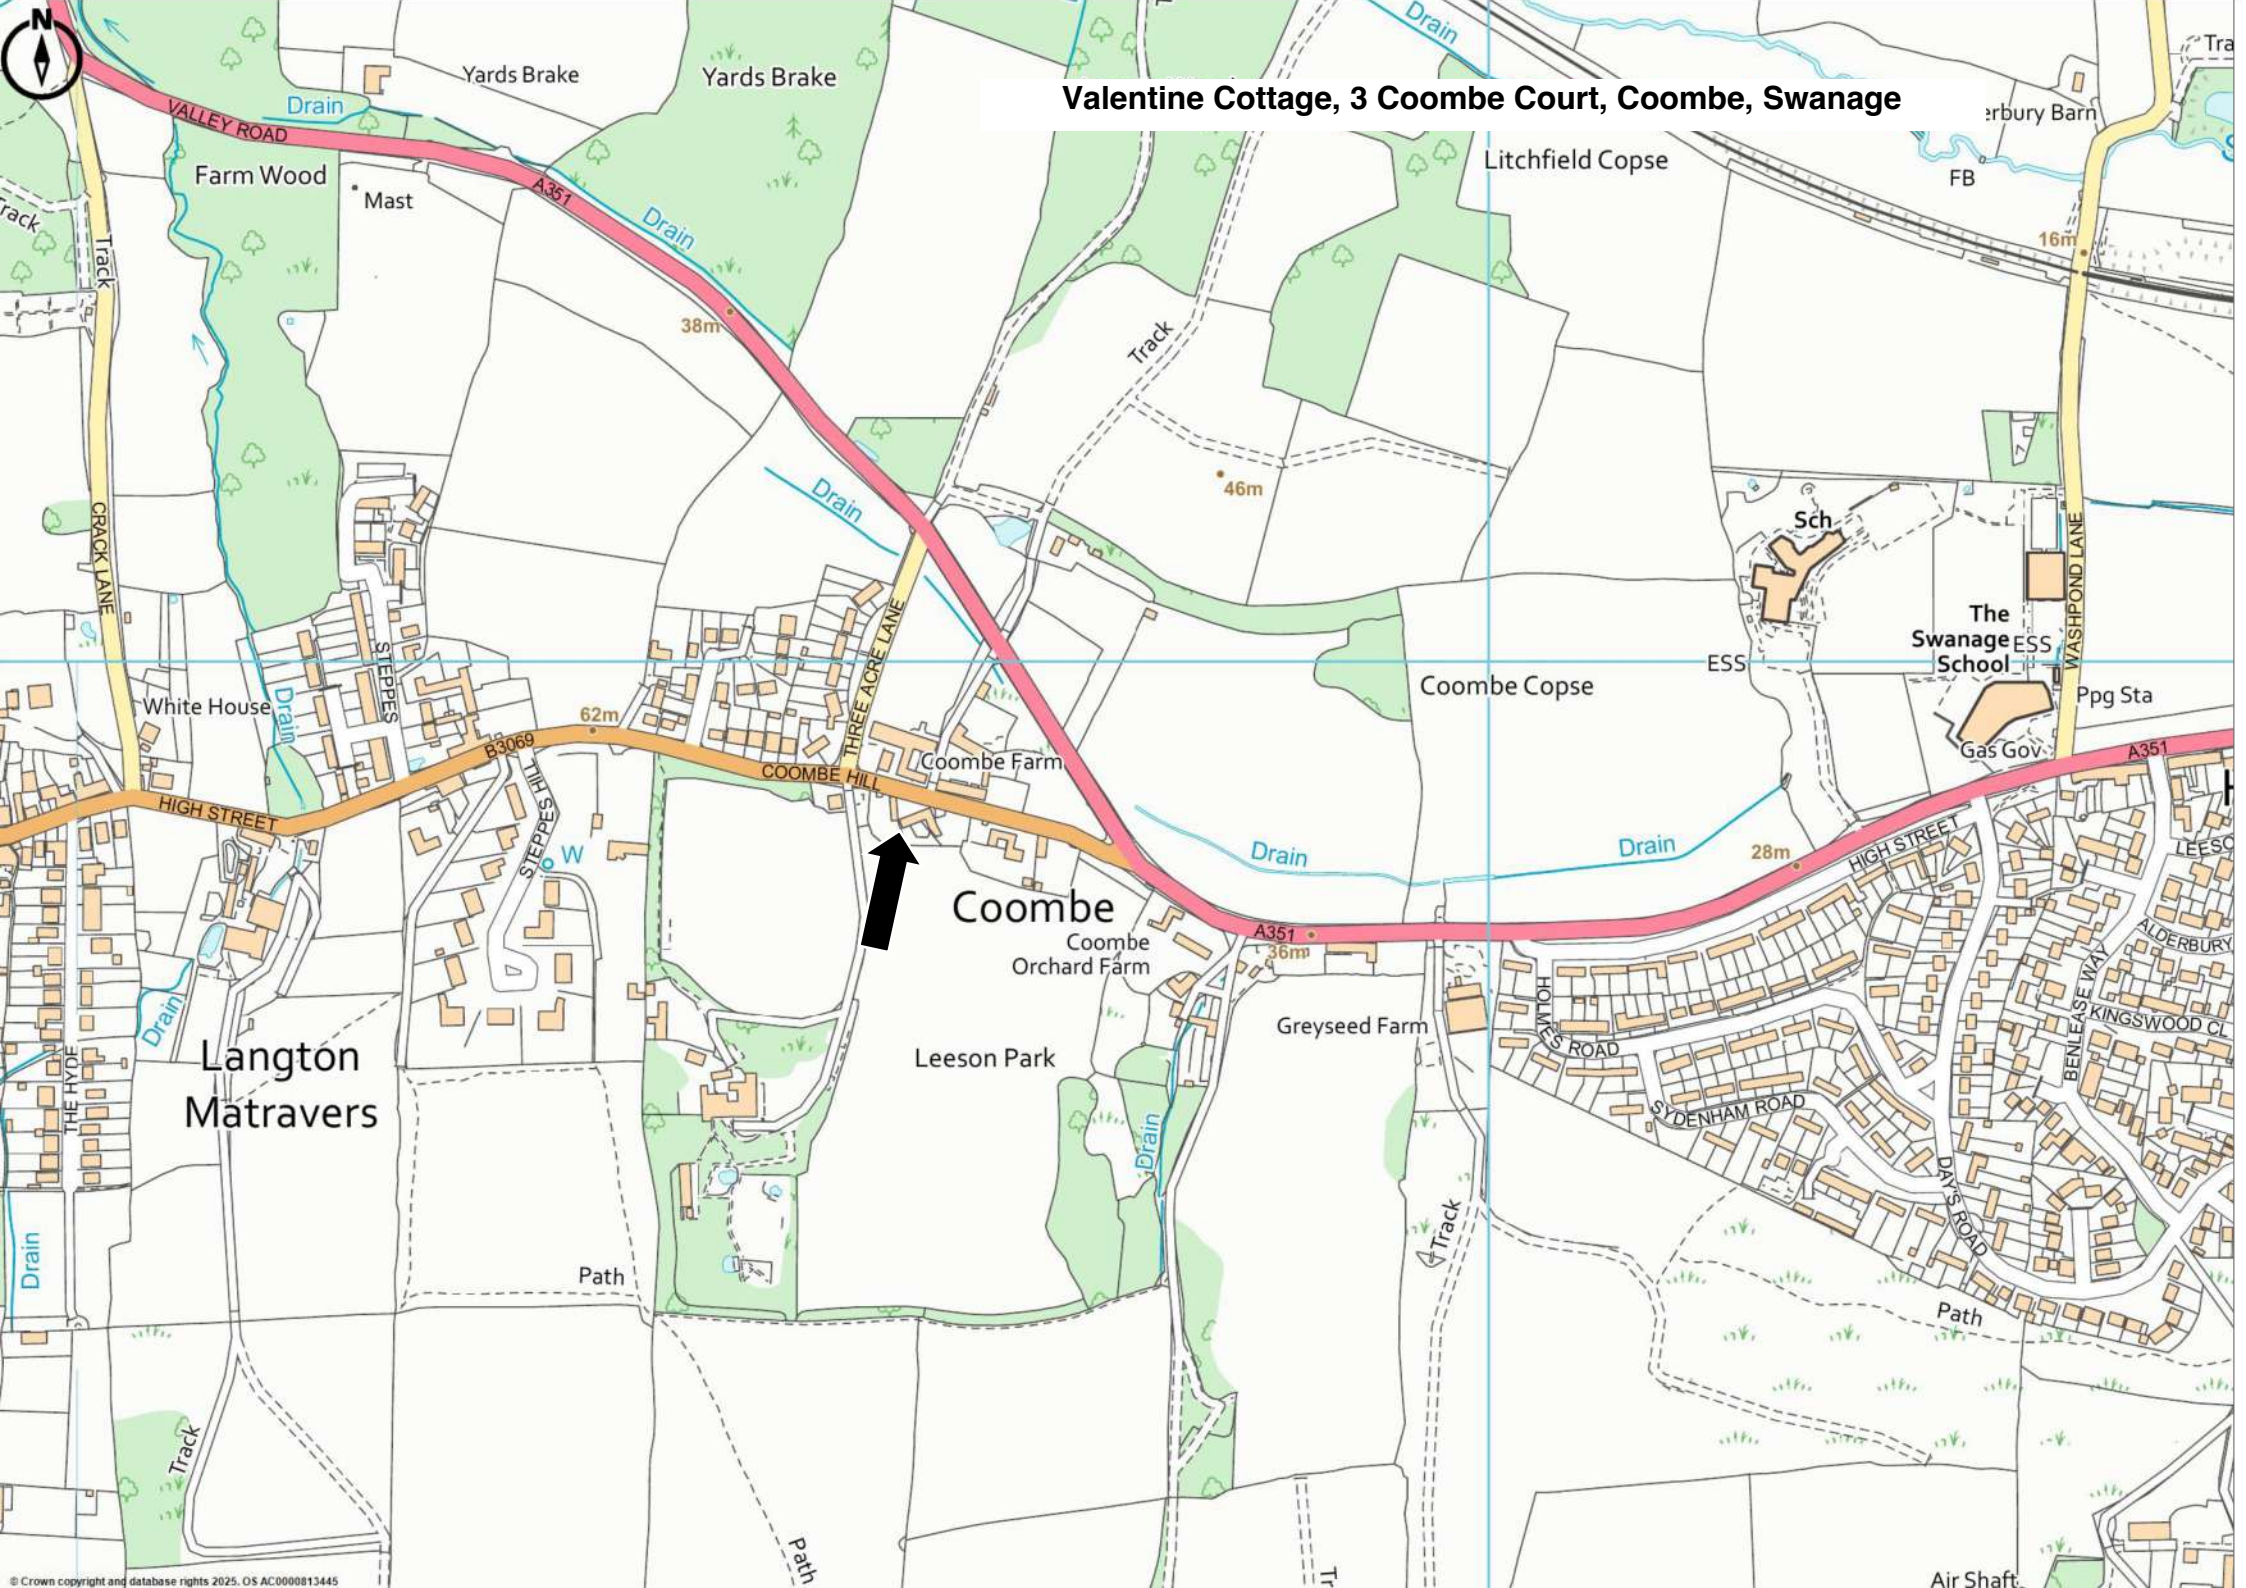 N
Valentine Cottage, 3 Coombe Court, Coombe, Swanage
Drain
Yards Brake
Yards Brake
Drain
VALLEY ROAD
Farm Wood
Mast
A351
Drain
Track
Litchfield Copse
FB
16m
38m
Track
46m
Drain
CRACK LANE
Sch
The
Swanage
School
ESS
ESS
WASHPOND LANE
Ppg Sta
Gas Gov
A351
THREE ACRE LANE
STEPPES
White House
Drain
62m
B3069
COOMBE HILL
Coombe Farm
Coombe Copse
HIGH STREET
STEPPES HILL
W
Drain
Drain
28m
HIGH STREET
Coombe
Coombe
Orchard Farm
A351
36m
ALDERBURY
BENLEASE WAY
KINGSWOOD CL
HOLMES ROAD
Greyseed Farm
Drain
Langton
Matravers
THE HYDE
Leeson Park
SYDENHAM ROAD
Drain
DAY'S ROAD
Track
Drain
Path
Path
Track
Path
Air Shaft
© Crown copyright and database rights 2025. OS AC0000813445